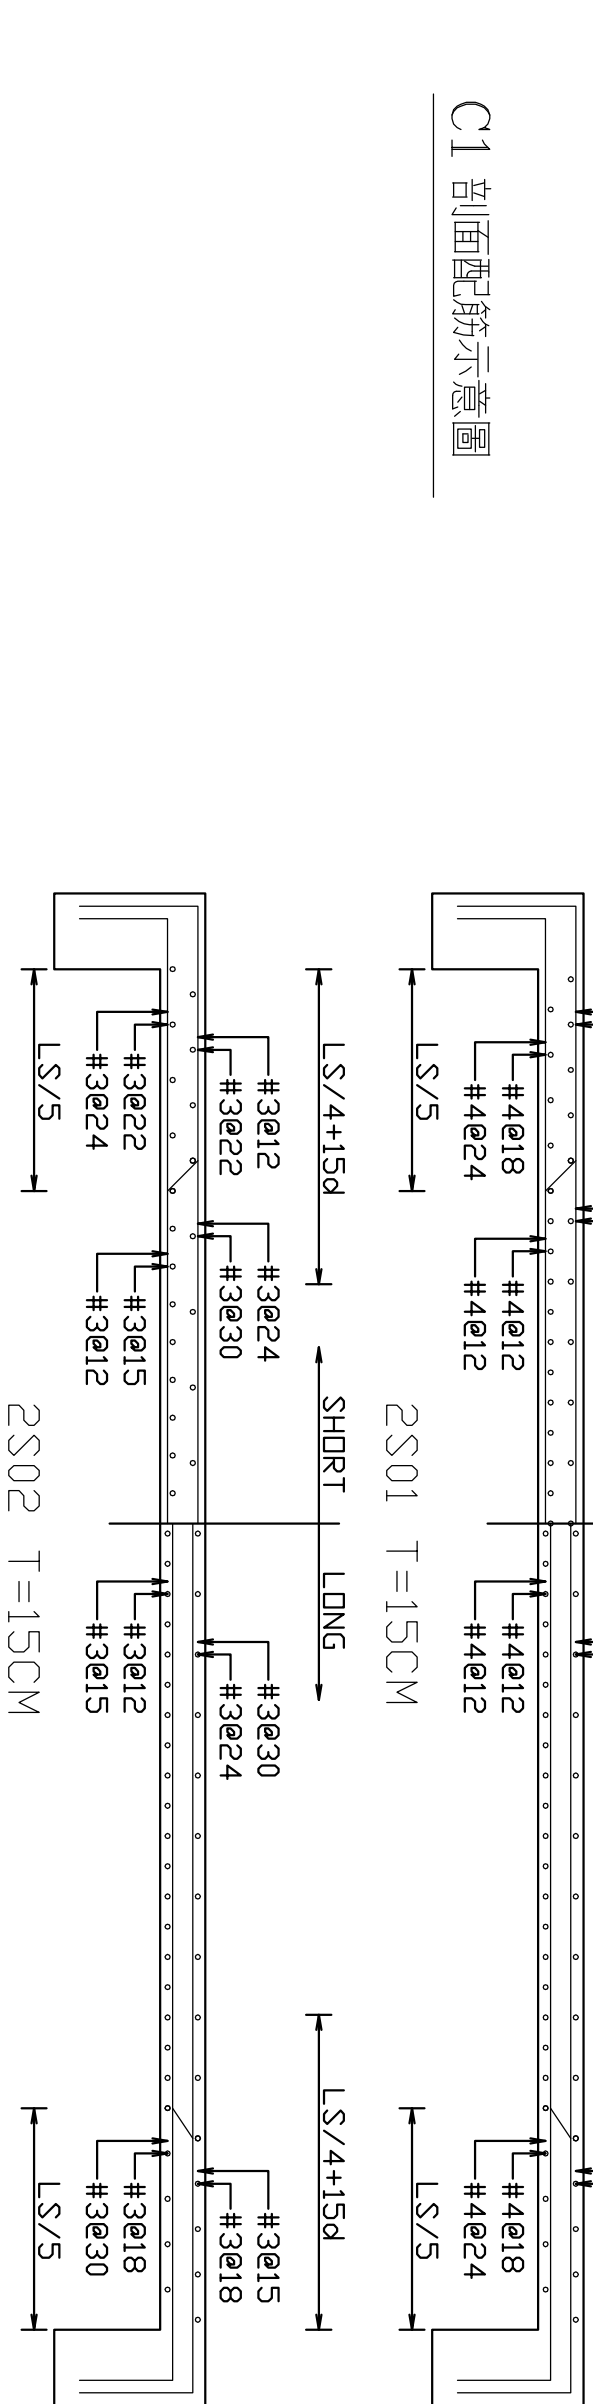 C1 剖面配筋示意圖
#4@18 #4@12 #4@12 #4@18
#4@24 #4@12 #4@12 #4@24
LS/5 LS/5
2S01 T=15CM
LS/4+15d SHORT LONG LS/4+15d
#3@12 #3@24 #3@30 #3@15
#3@22 #3@30 #3@24 #3@18
#3@22 #3@15 #3@12 #3@18
#3@24 #3@12 #3@15 #3@30
LS/5 LS/5
2S02 T=15CM